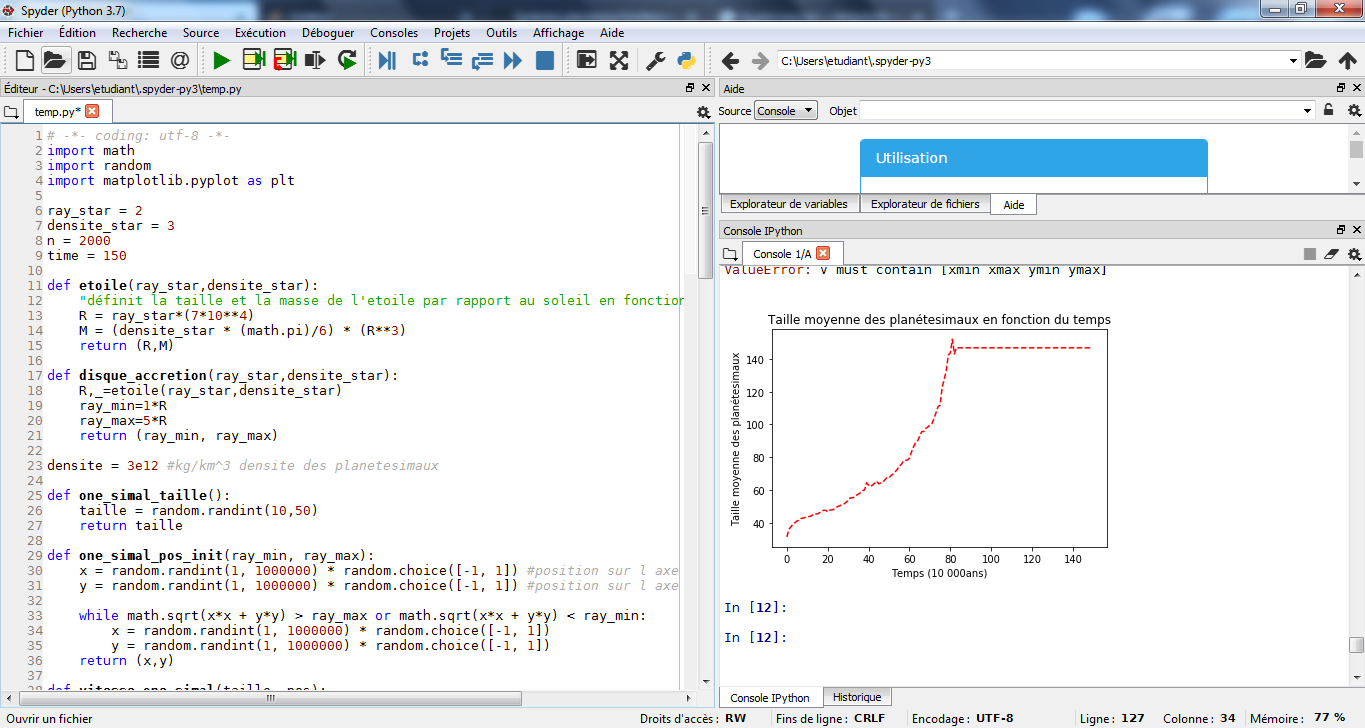 Spyder (Python 3.7)
Fichier Édition Recherche Source Exécution Déboguer Consoles Projets Outils Affichage Aide
C:\Users\etudiant\.spyder-py3
Éditeur - C:\Users\etudiant\.spyder-py3\temp.py
temp.py*
1 # -*- coding: utf-8 -*-
2 import math
3 import random
4 import matplotlib.pyplot as plt
5
6 ray_star = 2
7 densite_star = 3
8 n = 2000
9 time = 150
10
11 def etoile(ray_star,densite_star):
12     "définit la taille et la masse de l'etoile par rapport au soleil en fonction
13     R = ray_star*(7*10**4)
14     M = (densite_star * (math.pi)/6) * (R**3)
15     return (R,M)
16
17 def disque_accretion(ray_star,densite_star):
18     R,_=etoile(ray_star,densite_star)
19     ray_min=1*R
20     ray_max=5*R
21     return (ray_min, ray_max)
22
23 densite = 3e12 #kg/km^3 densite des planetesimaux
24
25 def one_simal_taille():
26     taille = random.randint(10,50)
27     return taille
28
29 def one_simal_pos_init(ray_min, ray_max):
30     x = random.randint(1, 1000000) * random.choice([-1, 1]) #position sur l axe
31     y = random.randint(1, 1000000) * random.choice([-1, 1]) #position sur l axe
32
33     while math.sqrt(x*x + y*y) > ray_max or math.sqrt(x*x + y*y) < ray_min:
34         x = random.randint(1, 1000000) * random.choice([-1, 1])
35         y = random.randint(1, 1000000) * random.choice([-1, 1])
36     return (x,y)
37
38 def vitesse_one_simal(taille, pos):
Aide
Source Console Objet
Utilisation
Explorateur de variables Explorateur de fichiers Aide
Console IPython
Console 1/A
ValueError: v must contain [xmin xmax ymin ymax]
Taille moyenne des planétesimaux en fonction du temps
Taille moyenne des planétesimaux
140
120
100
80
60
40
0 20 40 60 80 100 120 140
Temps (10 000ans)
In [12]:
In [12]:
Console IPython Historique
Ouvrir un fichier Droits d'accès : RW Fins de ligne : CRLF Encodage : UTF-8 Ligne : 127 Colonne : 34 Mémoire : 77 %